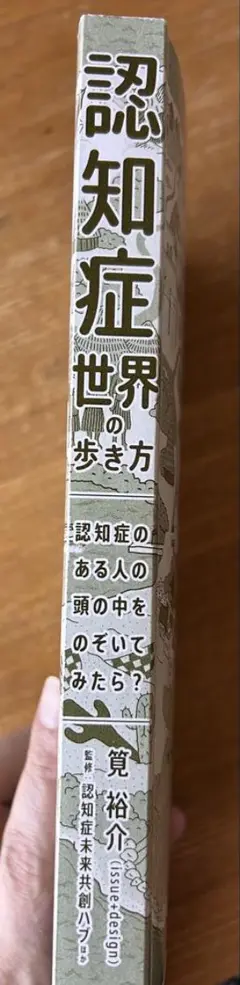 認知症
世界
の
歩き方
認知症の
ある人の
頭の中を
のぞいて
みたら？
筧 裕介(issue+design)
監修:認知症未来共創ハブほか